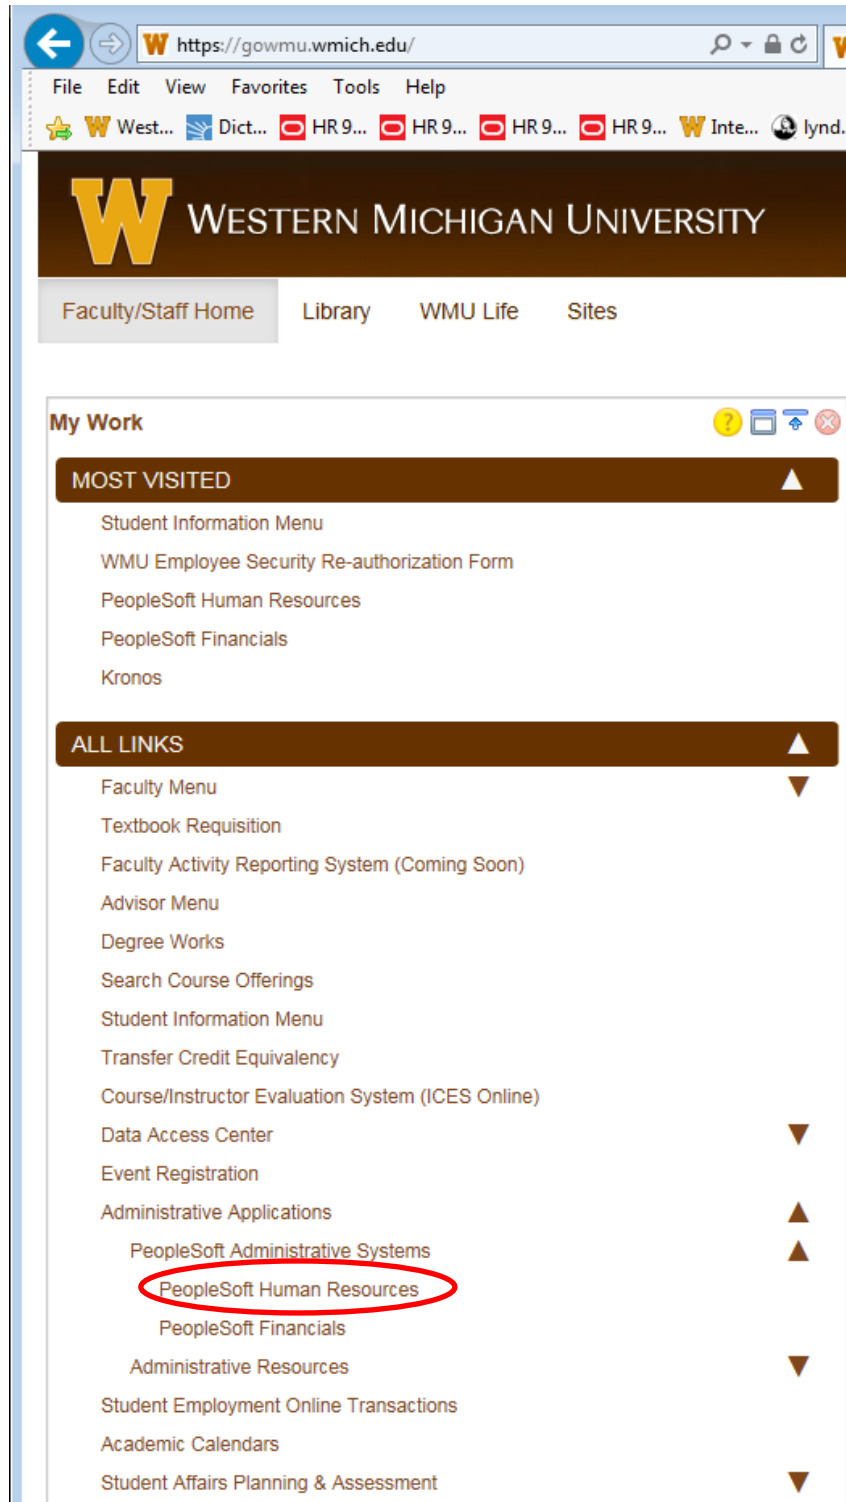 https://gowmu.wmich.edu/
File Edit View Favorites Tools Help
West... Dict... HR 9... HR 9... HR 9... HR 9... Inte... lynd.
W WESTERN MICHIGAN UNIVERSITY
Faculty/Staff Home Library WMU Life Sites
My Work ?
MOST VISITED
Student Information Menu
WMU Employee Security Re-authorization Form
PeopleSoft Human Resources
PeopleSoft Financials
Kronos
ALL LINKS
Faculty Menu
Textbook Requisition
Faculty Activity Reporting System (Coming Soon)
Advisor Menu
Degree Works
Search Course Offerings
Student Information Menu
Transfer Credit Equivalency
Course/Instructor Evaluation System (ICES Online)
Data Access Center
Event Registration
Administrative Applications
PeopleSoft Administrative Systems
PeopleSoft Human Resources
PeopleSoft Financials
Administrative Resources
Student Employment Online Transactions
Academic Calendars
Student Affairs Planning & Assessment